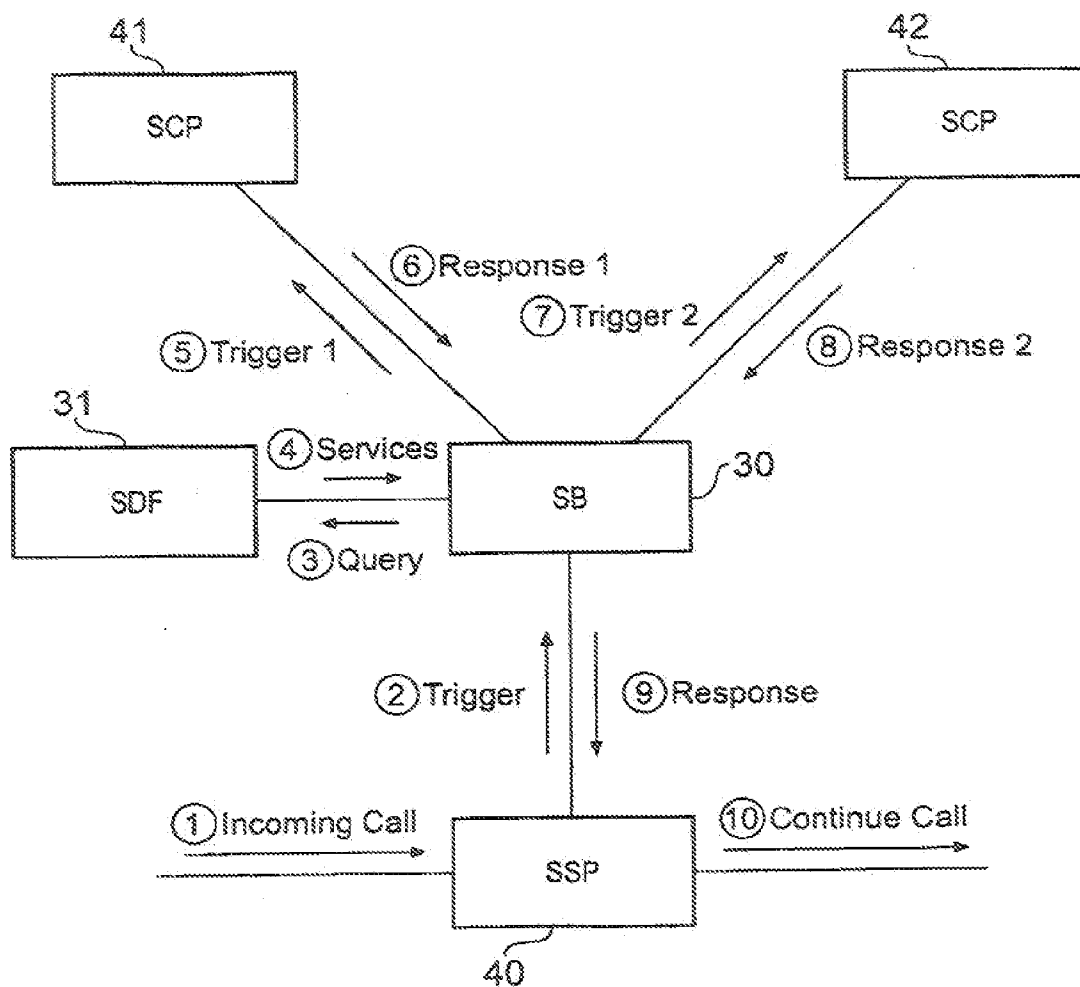 41
42
SCP
SCP
⑥ Response 1
⑦ Trigger 2
⑤ Trigger 1
⑧ Response 2
31
④ Services
30
SDF
SB
③ Query
② Trigger
⑨ Response
① Incoming Call
⑩ Continue Call
SSP
40